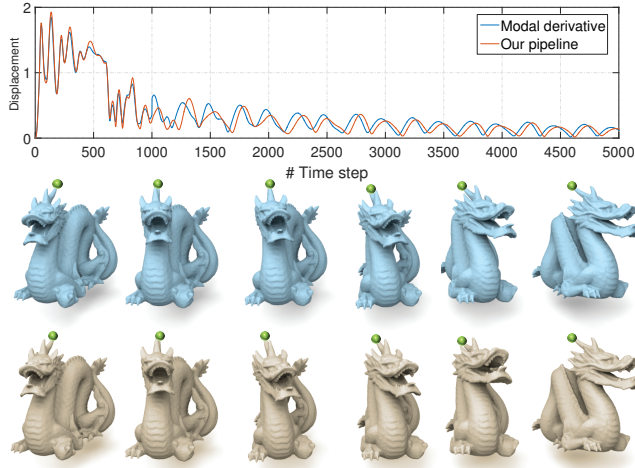 2
Modal derivative
Our pipeline
1
Displacement
0
0 500 1000 1500 2000 2500 3000 3500 4000 4500 5000
# Time step